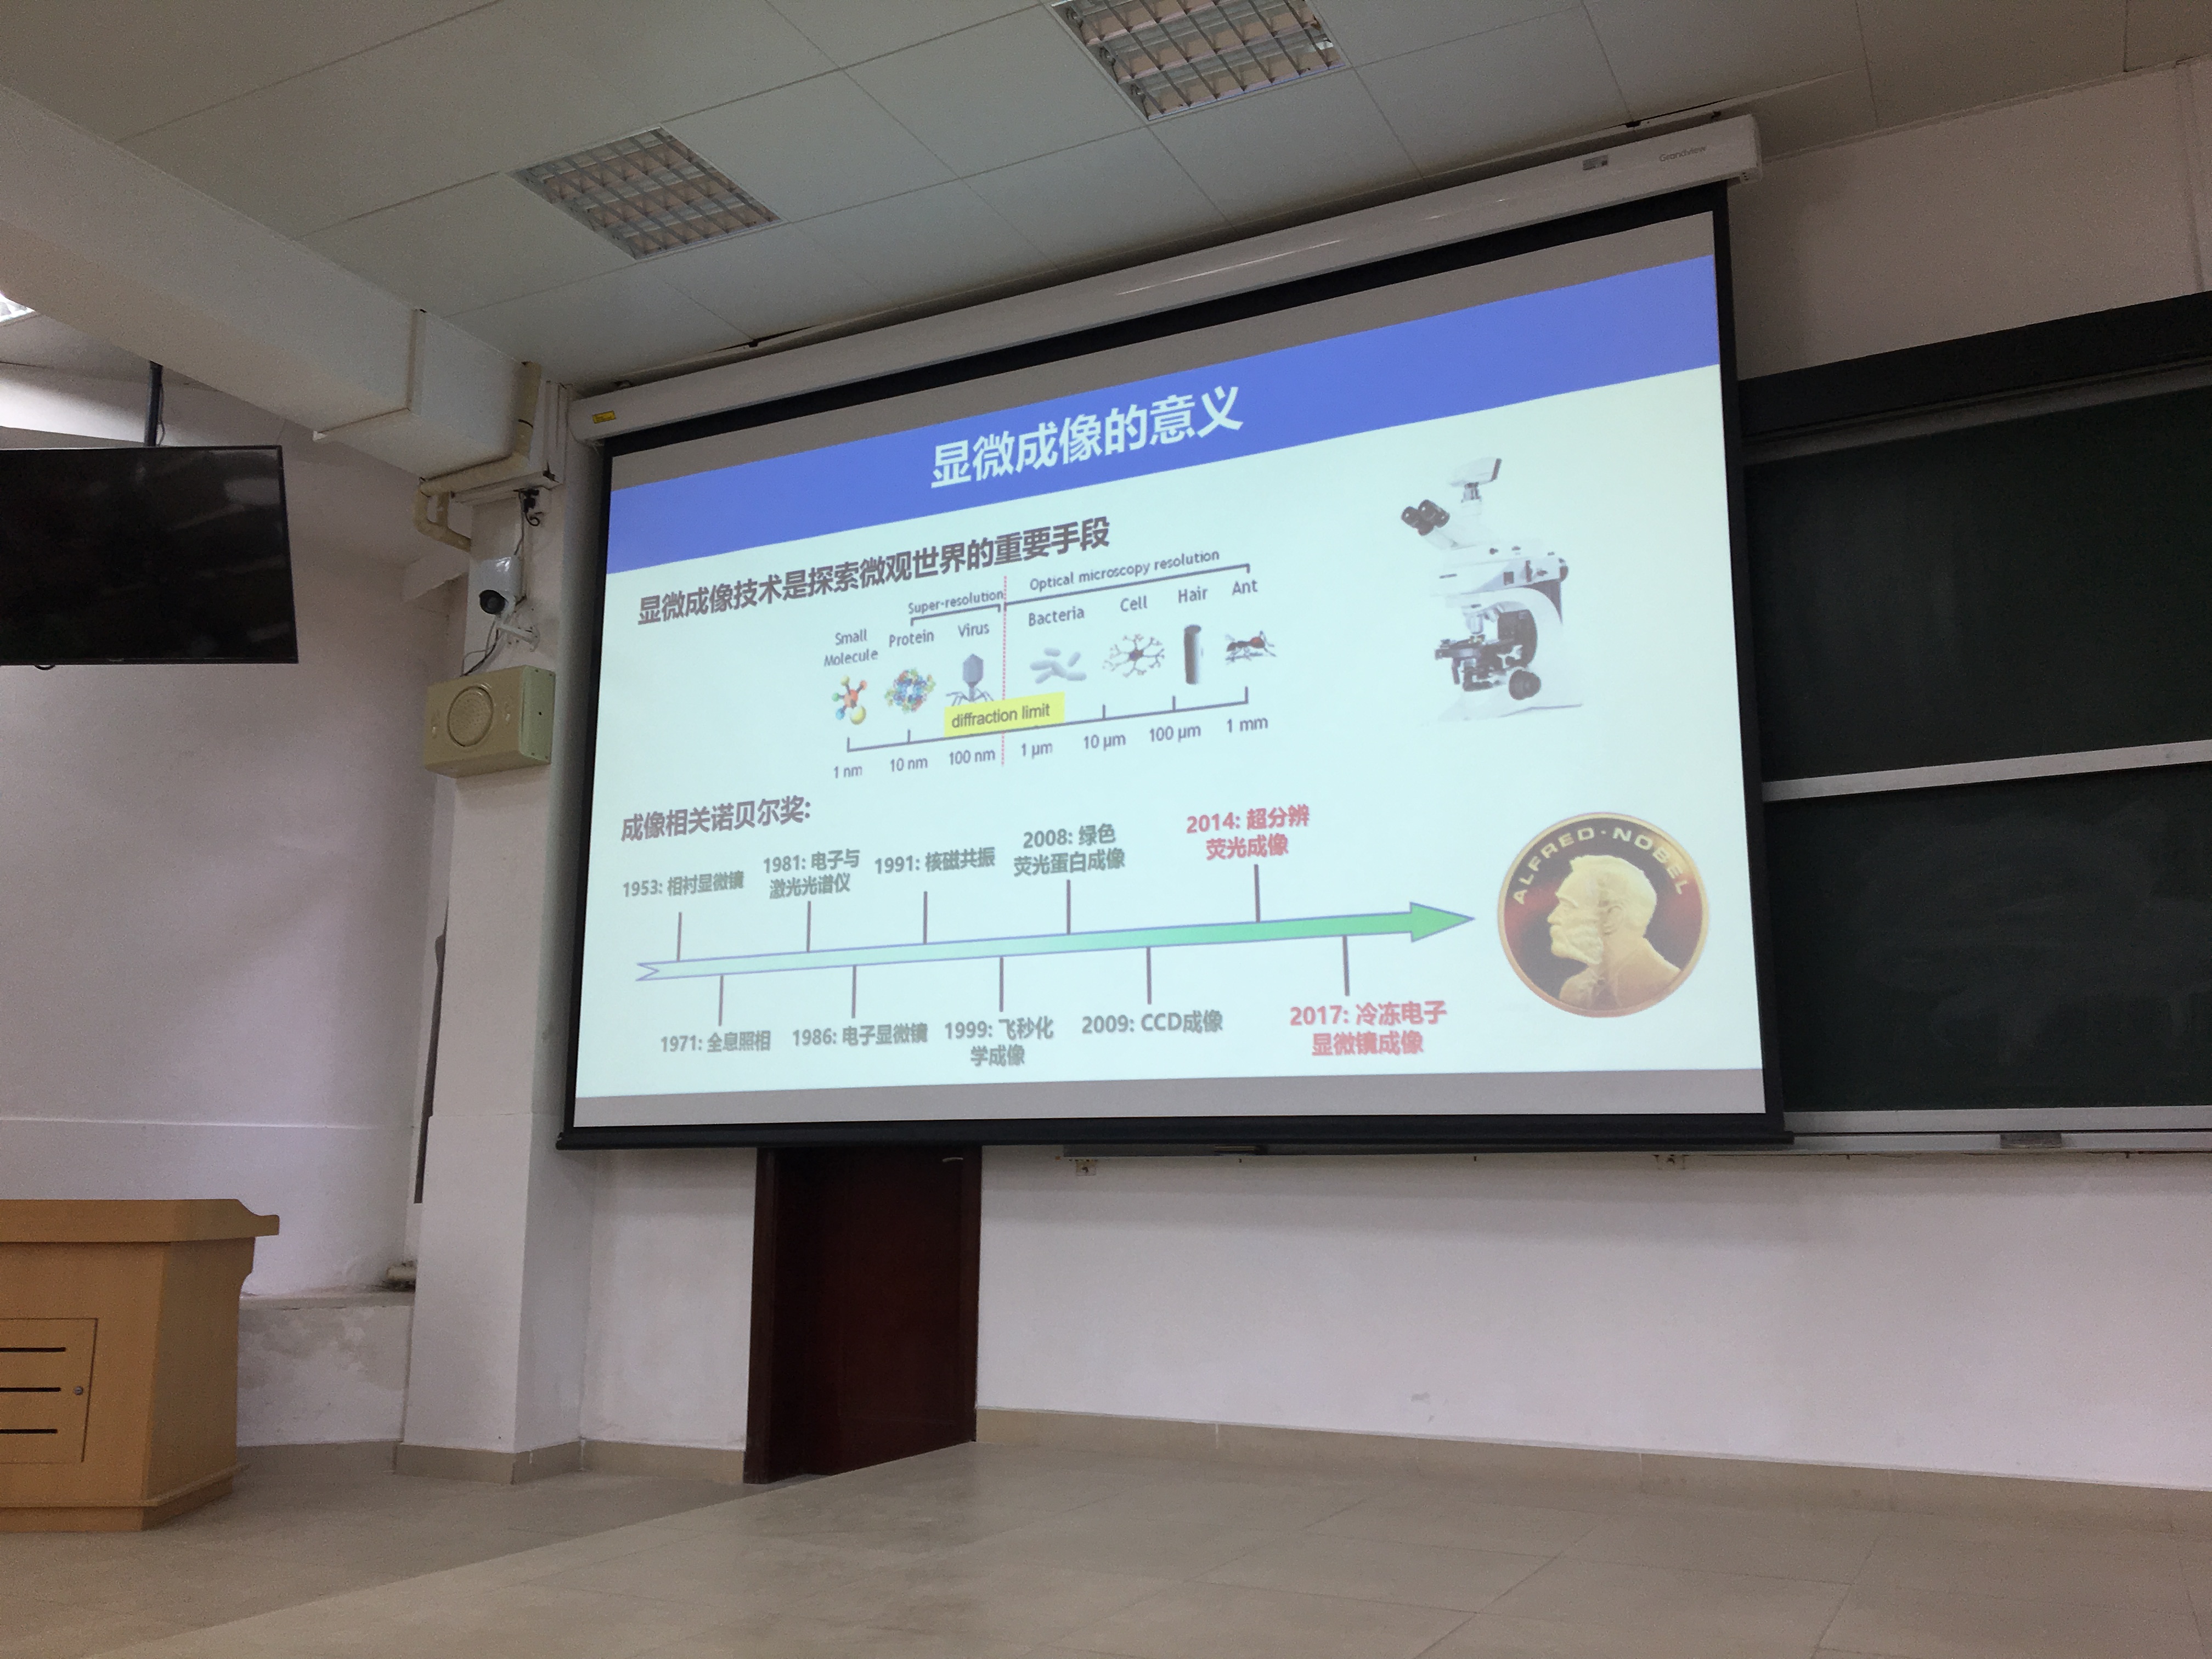 Grandview
显微成像的意义
显微成像技术是探索微观世界的重要手段
Super-resolution
Optical microscopy resolution
Small
Molecule
Protein
Virus
Bacteria
Cell
Hair
Ant
diffraction limit
1 nm
10 nm
100 nm
1 µm
10 µm
100 µm
1 mm
成像相关诺贝尔奖:
1953: 相衬显微镜
1981: 电子与
激光光谱仪
1991: 核磁共振
2008: 绿色
荧光蛋白成像
2014: 超分辨
荧光成像
1971: 全息照相
1986: 电子显微镜
1999: 飞秒化
学成像
2009: CCD成像
2017: 冷冻电子
显微镜成像
ALFRED·NOBEL